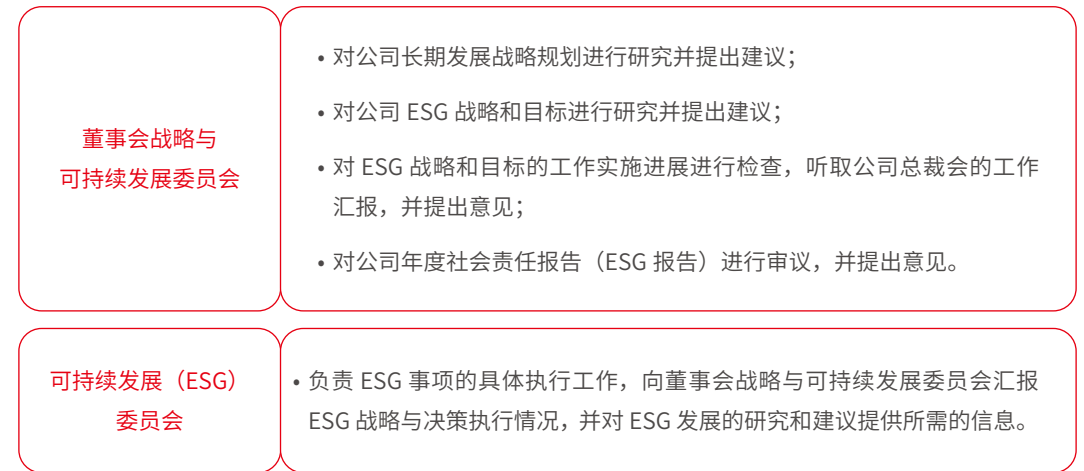 董事会战略与
可持续发展委员会
• 对公司长期发展战略规划进行研究并提出建议；
• 对公司 ESG 战略和目标进行研究并提出建议；
• 对 ESG 战略和目标的工作实施进展进行检查，听取公司总裁会的工作
汇报，并提出意见；
• 对公司年度社会责任报告（ESG 报告）进行审议，并提出意见。
可持续发展（ESG）
委员会
• 负责 ESG 事项的具体执行工作，向董事会战略与可持续发展委员会汇报
ESG 战略与决策执行情况，并对 ESG 发展的研究和建议提供所需的信息。